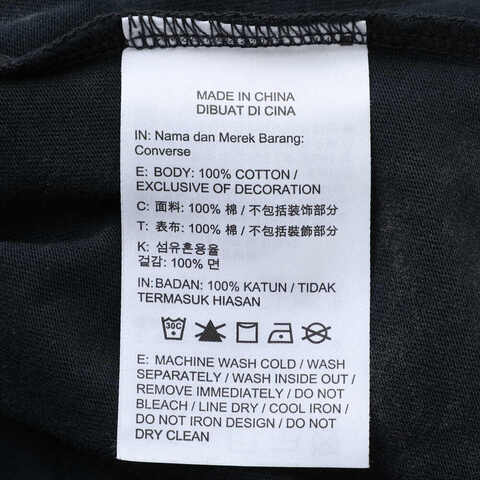 MADE IN CHINA
DIBUAT DI CINA
IN: Nama dan Merek Barang:
Converse
E: BODY: 100% COTTON /
EXCLUSIVE OF DECORATION
C: 面料: 100% 棉 / 不包括装饰部分
T: 表布: 100% 棉 / 不包括裝飾部分
K: 섬유혼용율
겉감: 100% 면
IN: BADAN: 100% KATUN / TIDAK
TERMASUK HIASAN
30C
E: MACHINE WASH COLD / WASH
SEPARATELY / WASH INSIDE OUT /
REMOVE IMMEDIATELY / DO NOT
BLEACH / LINE DRY / COOL IRON /
DO NOT IRON DESIGN / DO NOT
DRY CLEAN